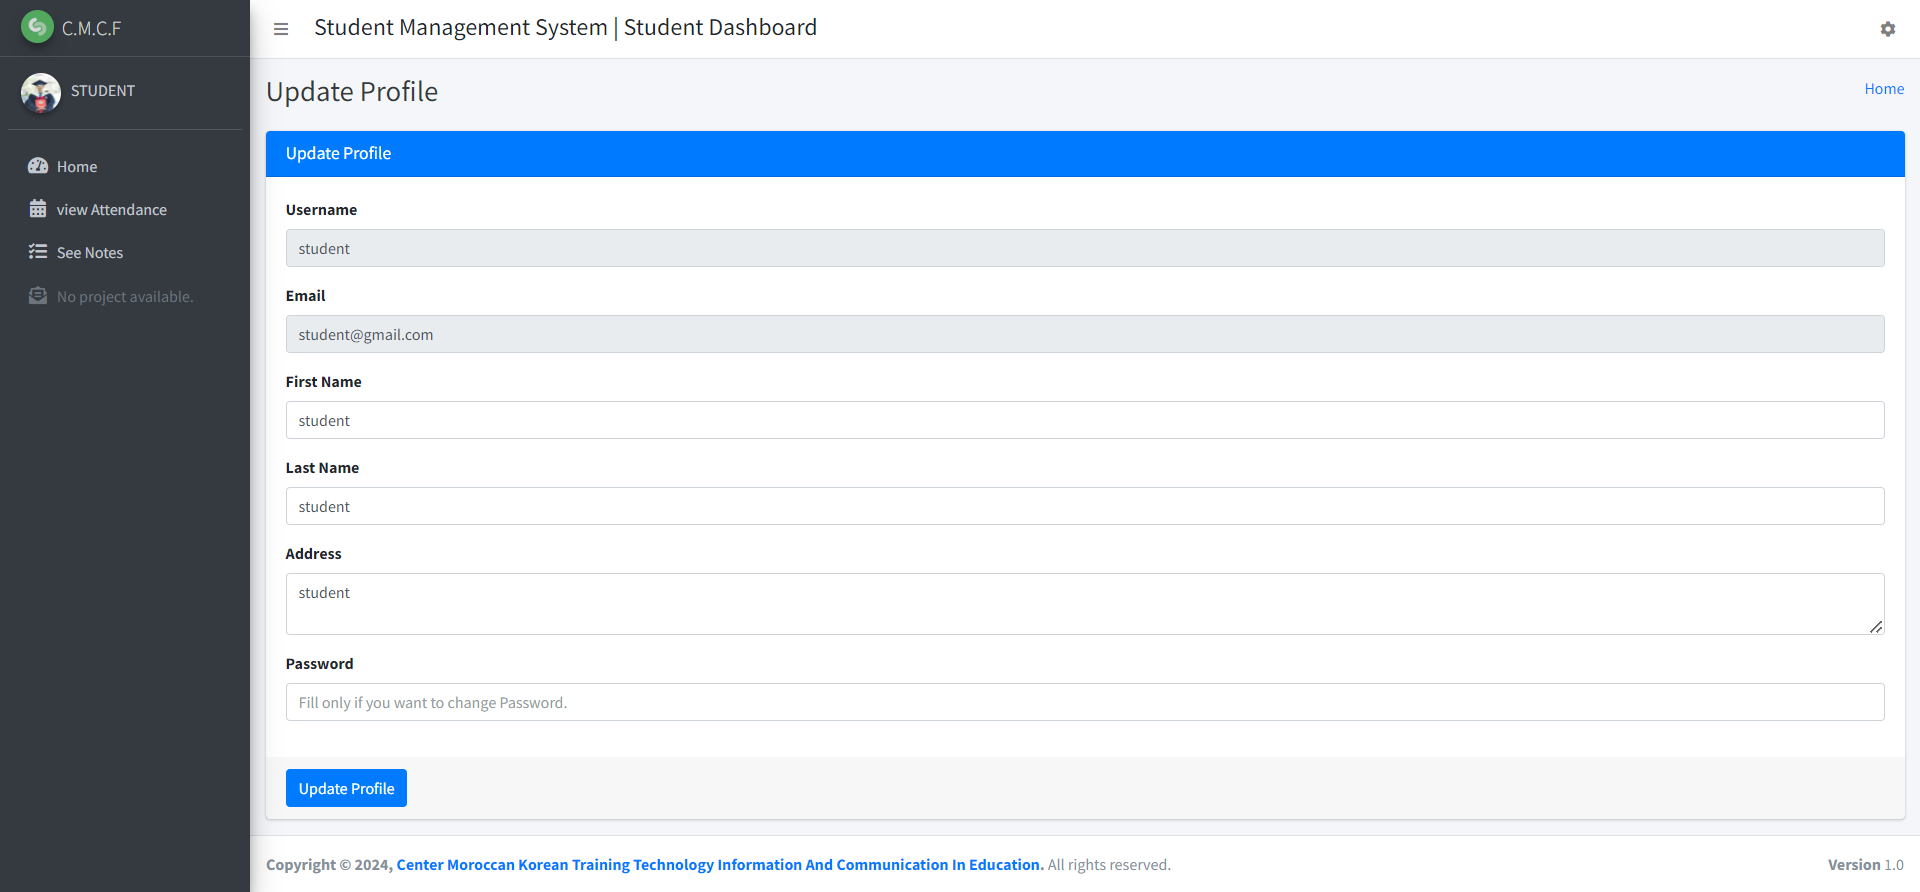 C.M.C.F
STUDENT
Home
view Attendance
See Notes
No project available.
Student Management System | Student Dashboard
Update Profile
Home
Update Profile
Username
student
Email
student@gmail.com
First Name
student
Last Name
student
Address
student
Password
Fill only if you want to change Password.
Update Profile
Copyright © 2024, Center Moroccan Korean Training Technology Information And Communication In Education. All rights reserved.
Version 1.0